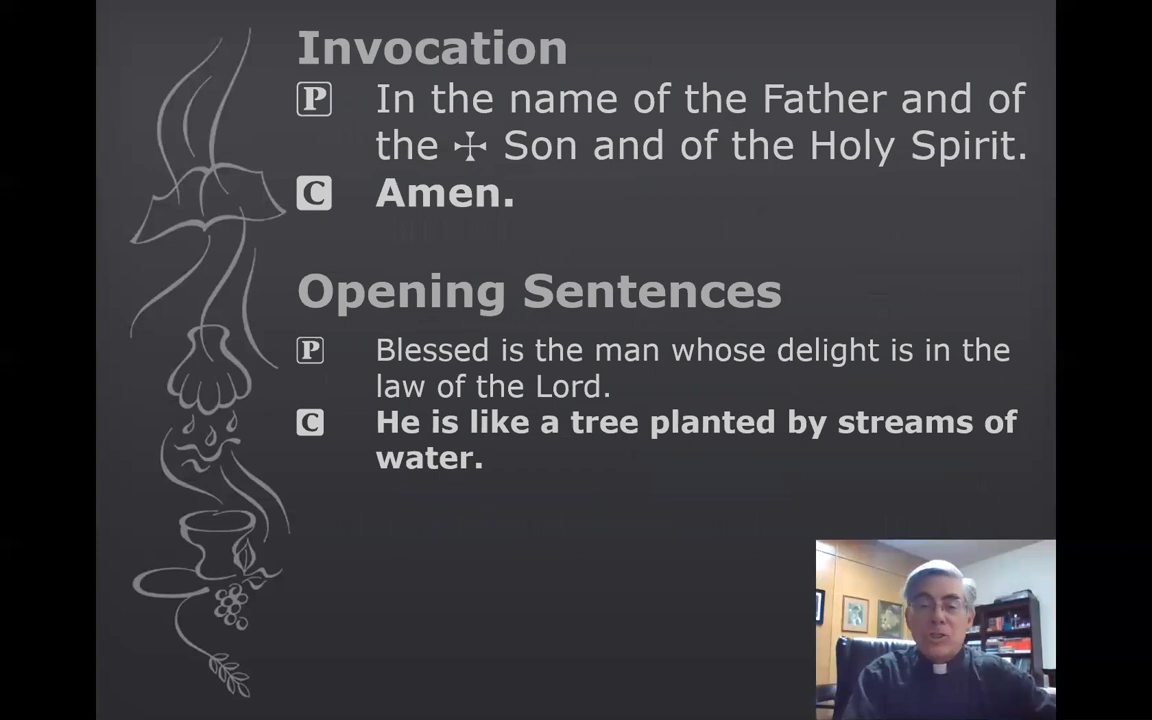 Invocation
P In the name of the Father and of
the ☩ Son and of the Holy Spirit.
C Amen.
Opening Sentences
P Blessed is the man whose delight is in the
law of the Lord.
C He is like a tree planted by streams of
water.